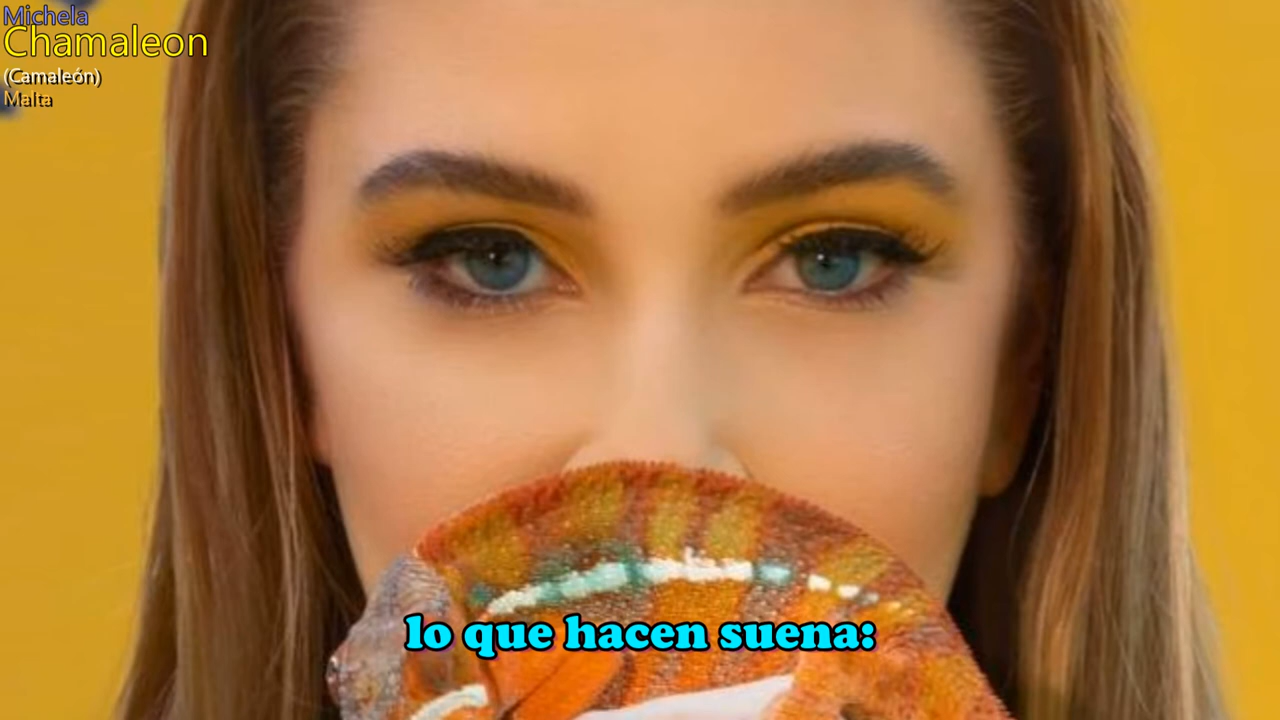 Michela
Chamaleon
(Camaleón)
Malta
lo que hacen suena: